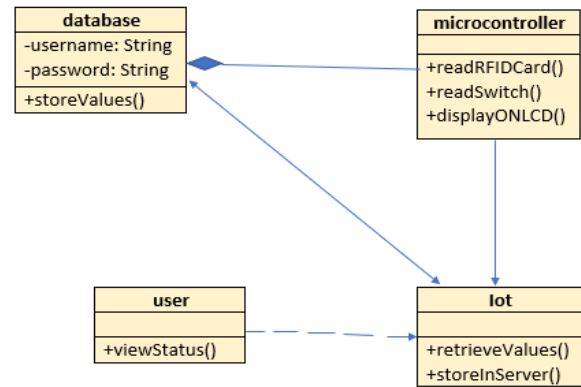 database
-username: String
-password: String
+storeValues()
microcontroller
+readRFIDCard()
+readSwitch()
+displayONLCD()
user
+viewStatus()
Iot
+retrieveValues()
+storeInServer()